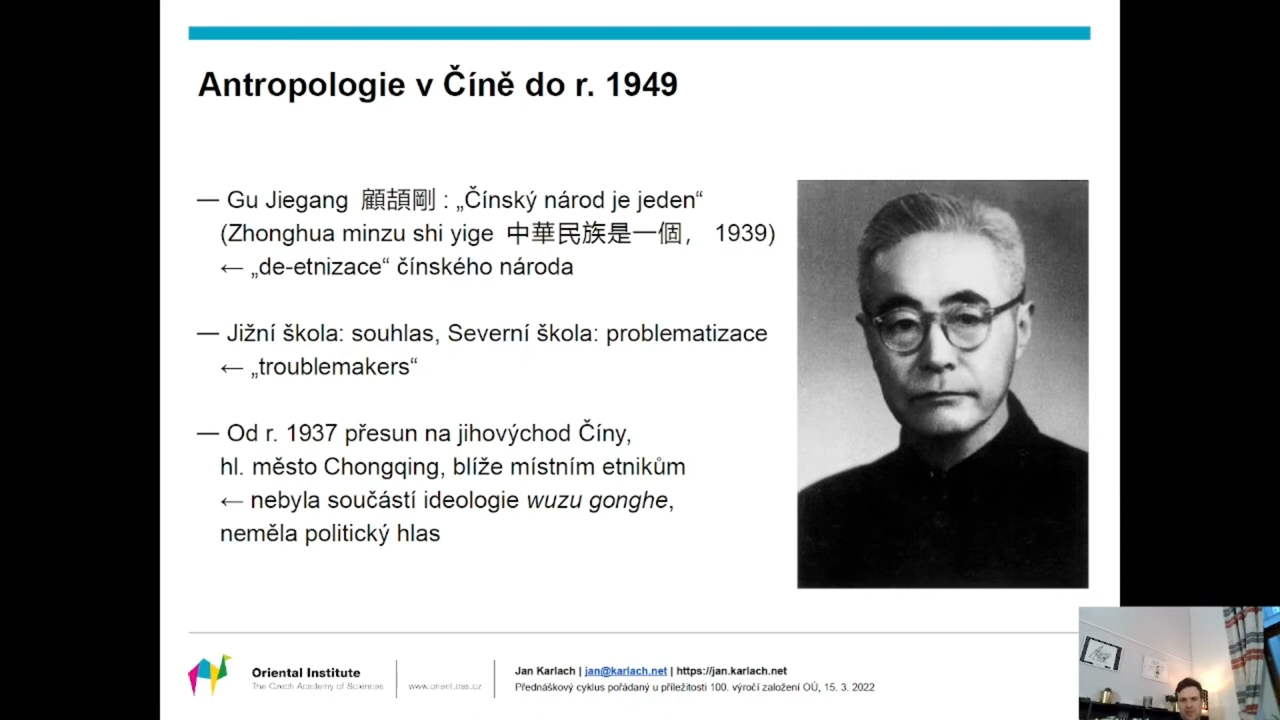 Antropologie v Číně do r. 1949
— Gu Jiegang 顧頡剛 : „Čínský národ je jeden“
(Zhonghua minzu shi yige 中華民族是一個， 1939)
← „de-etnizace“ čínského národa
— Jižní škola: souhlas, Severní škola: problematizace
← „troublemakers“
— Od r. 1937 přesun na jihovýchod Číny,
hl. město Chongqing, blíže místním etnikům
← nebyla součástí ideologie wuzu gonghe,
neměla politický hlas
Oriental Institute
The Czech Academy of Sciences
www.orient.cas.cz
Jan Karlach | jan@karlach.net | https://jan.karlach.net
Přednáškový cyklus pořádaný u příležitosti 100. výročí založení OÚ, 15. 3. 2022